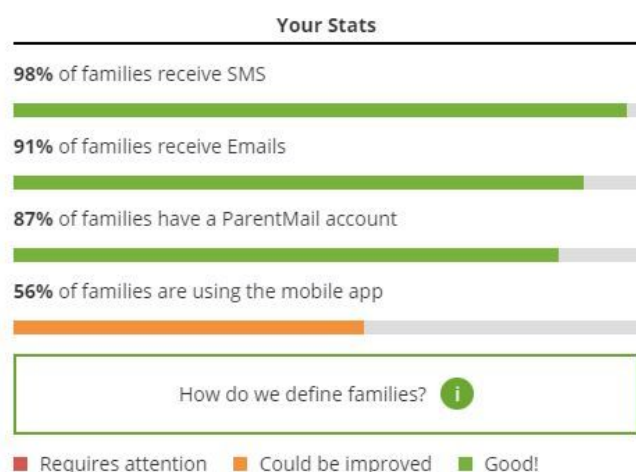 Your Stats
98% of families receive SMS
91% of families receive Emails
87% of families have a ParentMail account
56% of families are using the mobile app
How do we define families? i
Requires attention Could be improved Good!